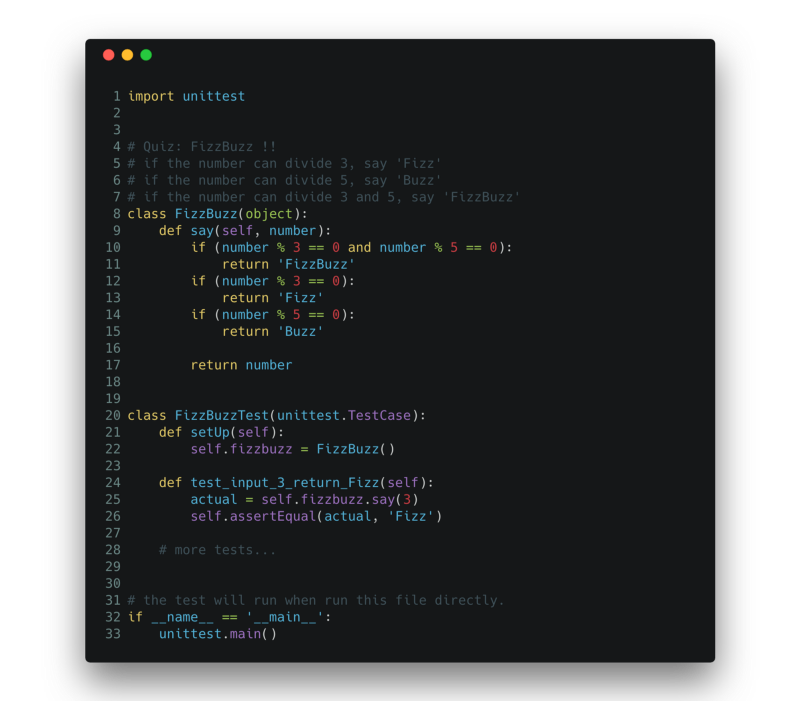 1 import unittest
2
3
4 # Quiz: FizzBuzz !!
5 # if the number can divide 3, say 'Fizz'
6 # if the number can divide 5, say 'Buzz'
7 # if the number can divide 3 and 5, say 'FizzBuzz'
8 class FizzBuzz(object):
9     def say(self, number):
10         if (number % 3 == 0 and number % 5 == 0):
11             return 'FizzBuzz'
12         if (number % 3 == 0):
13             return 'Fizz'
14         if (number % 5 == 0):
15             return 'Buzz'
16
17         return number
18
19
20 class FizzBuzzTest(unittest.TestCase):
21     def setUp(self):
22         self.fizzbuzz = FizzBuzz()
23
24     def test_input_3_return_Fizz(self):
25         actual = self.fizzbuzz.say(3)
26         self.assertEqual(actual, 'Fizz')
27
28     # more tests...
29
30
31 # the test will run when run this file directly.
32 if __name__ == '__main__':
33     unittest.main()